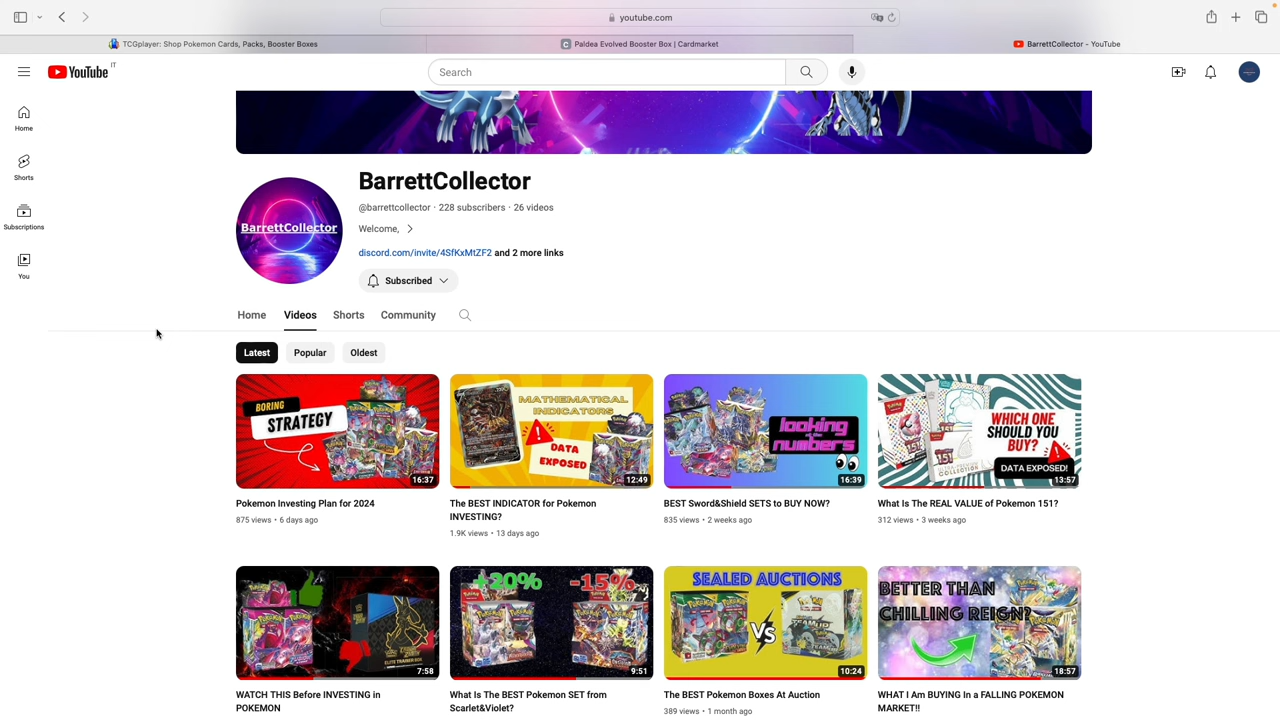 youtube.com
TCGplayer: Shop Pokemon Cards, Packs, Booster Boxes
Paldea Evolved Booster Box | Cardmarket
BarrettCollector - YouTube
YouTube IT
Search
Home
Shorts
Subscriptions
You
BarrettCollector
BarrettCollector
@barrettcollector · 228 subscribers · 26 videos
Welcome,
discord.com/invite/4SfKxMtZF2 and 2 more links
Subscribed
Home Videos Shorts Community
Latest Popular Oldest
BORING
STRATEGY
16:37
MATHEMATICAL
INDICATORS
DATA
EXPOSED
12:49
looking
numbers
16:39
WHICH ONE
SHOULD YOU
BUY?
DATA EXPOSED!
13:57
Pokemon Investing Plan for 2024
875 views · 6 days ago
The BEST INDICATOR for Pokemon
INVESTING?
1.9K views · 13 days ago
BEST Sword&Shield SETS to BUY NOW?
835 views · 2 weeks ago
What Is The REAL VALUE of Pokemon 151?
312 views · 3 weeks ago
7:58
+20% -15%
9:51
SEALED AUCTIONS
VS
10:24
BETTER THAN
CHILLING REIGN?
18:57
WATCH THIS Before INVESTING in
POKEMON
What Is The BEST Pokemon SET from
Scarlet&Violet?
The BEST Pokemon Boxes At Auction
389 views · 1 month ago
WHAT I Am BUYING In a FALLING POKEMON
MARKET!!